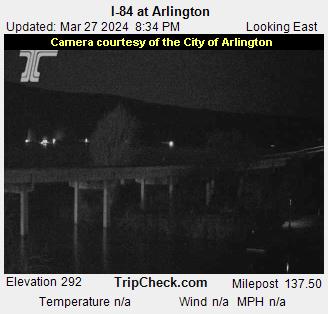 I-84 at Arlington
Updated: Mar 27 2024 8:34 PM Looking East
Camera courtesy of the City of Arlington
Elevation 292 TripCheck.com Milepost 137.50
Temperature n/a Wind n/a MPH n/a